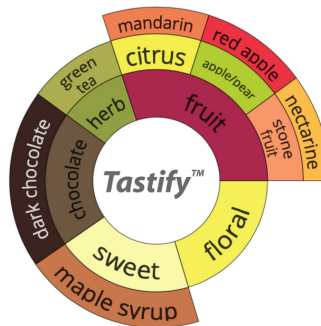 mandarin
red apple
citrus
apple/pear
green
tea
nectarine
herb
fruit
stone
fruit
dark chocolate
chocolate
Tastify™
floral
sweet
maple syrup